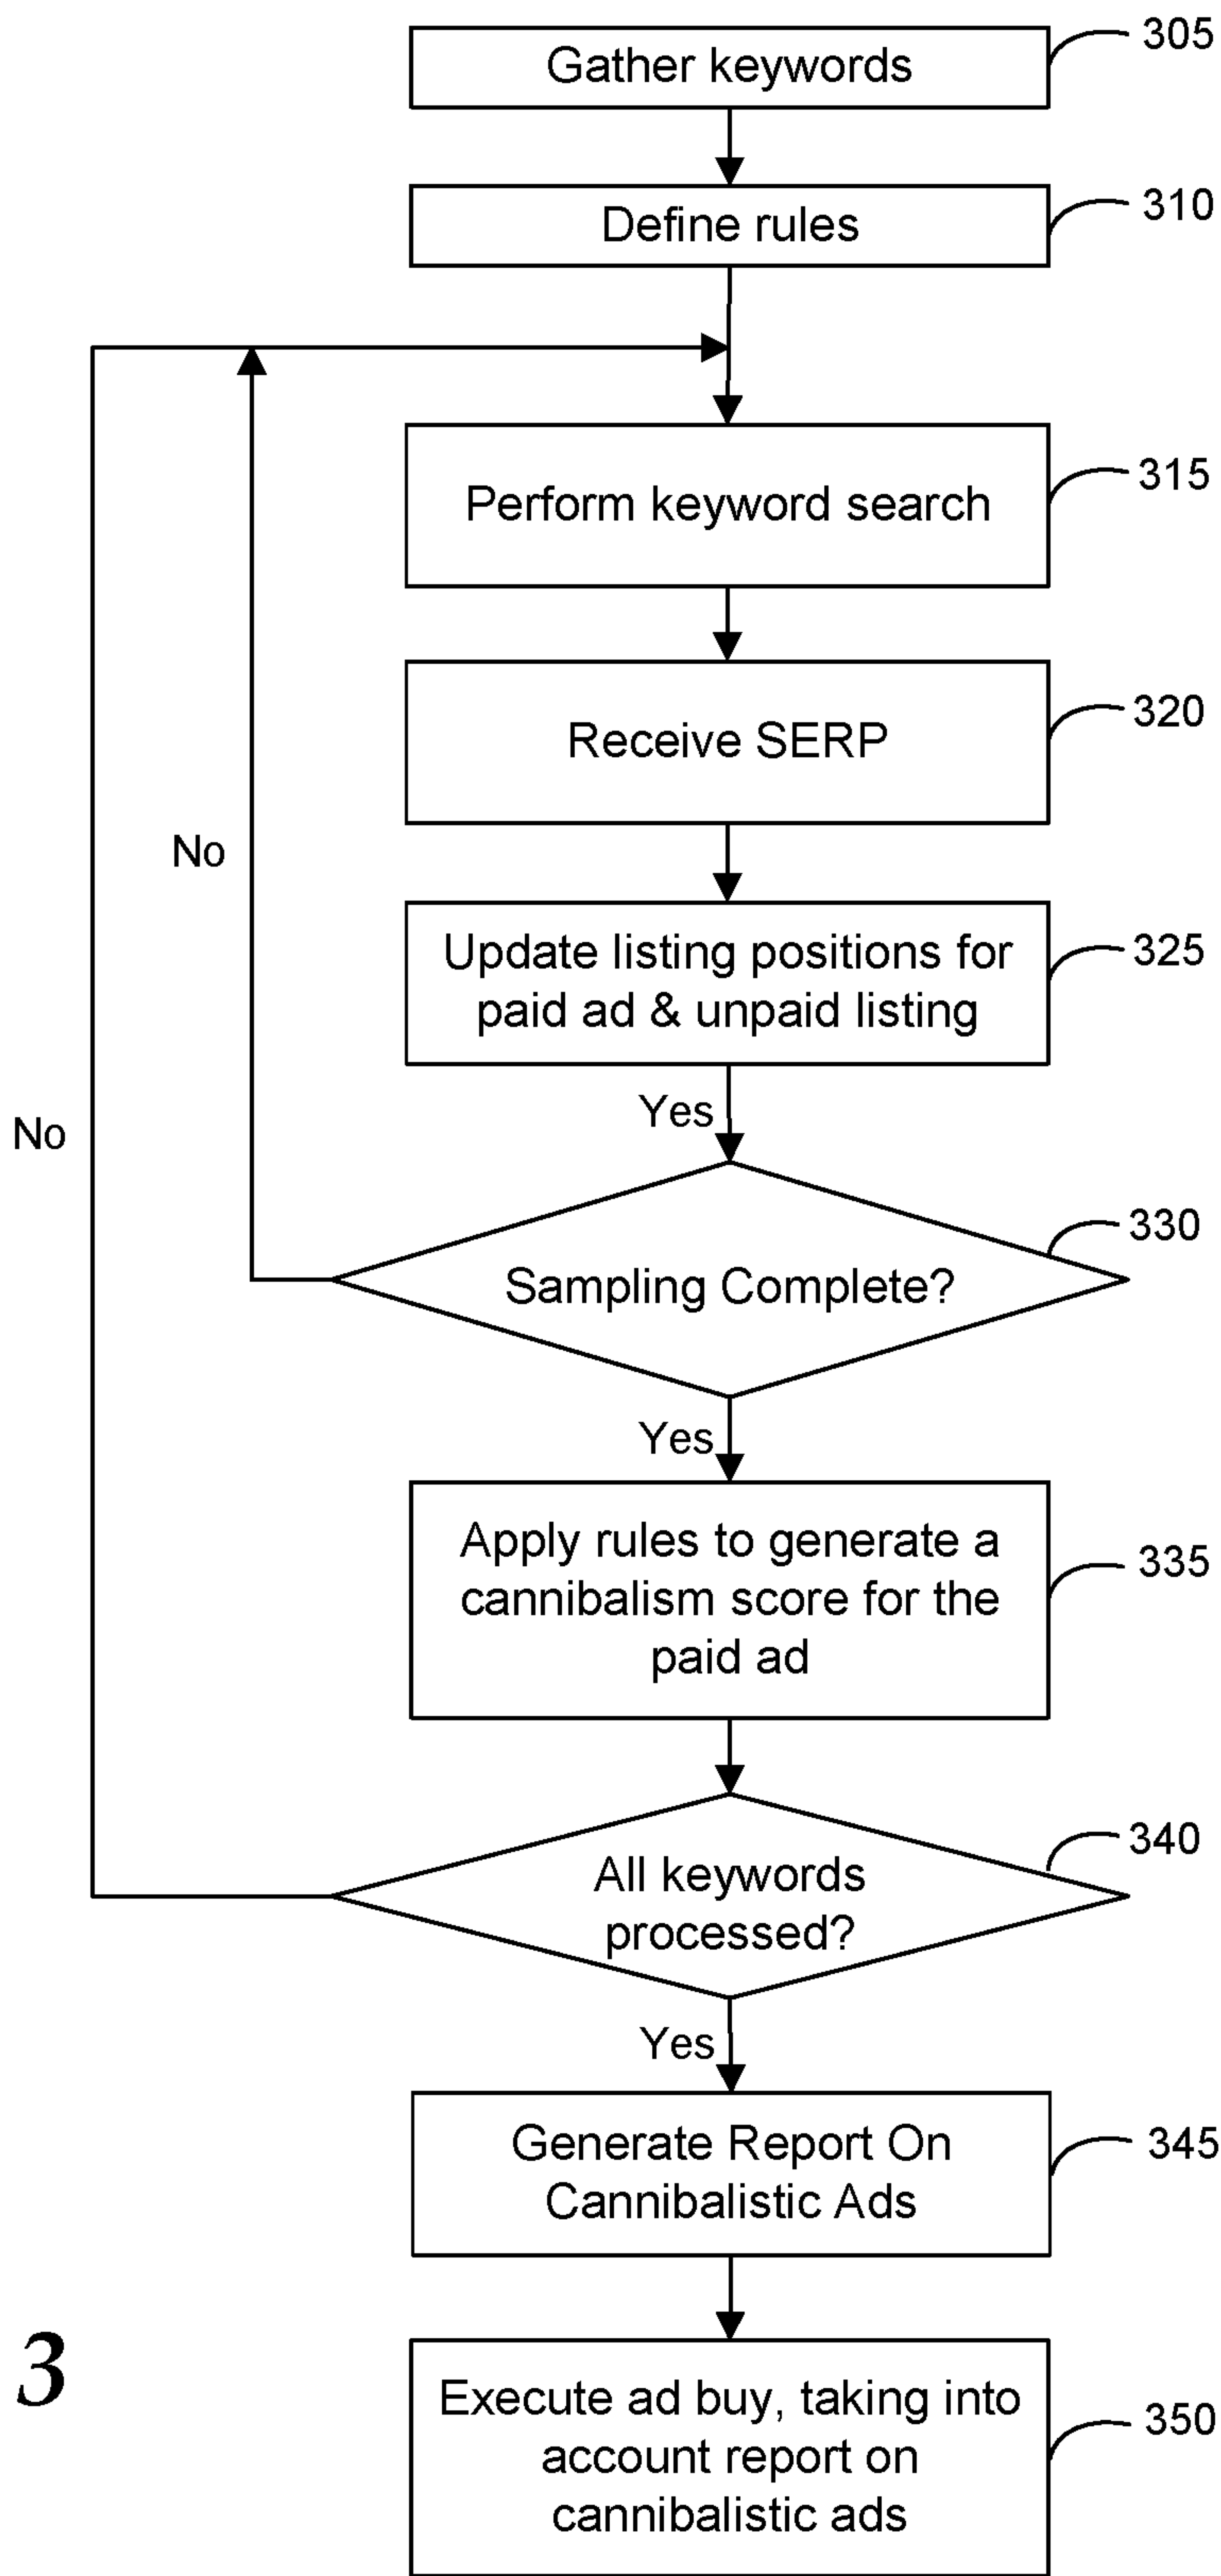 Gather keywords
305
Define rules
310
Perform keyword search
315
Receive SERP
320
No
Update listing positions for
paid ad & unpaid listing
325
Yes
No
Sampling Complete?
330
Yes
Apply rules to generate a
cannibalism score for the
paid ad
335
All keywords
processed?
340
Yes
Generate Report On
Cannibalistic Ads
345
3
Execute ad buy, taking into
account report on
cannibalistic ads
350